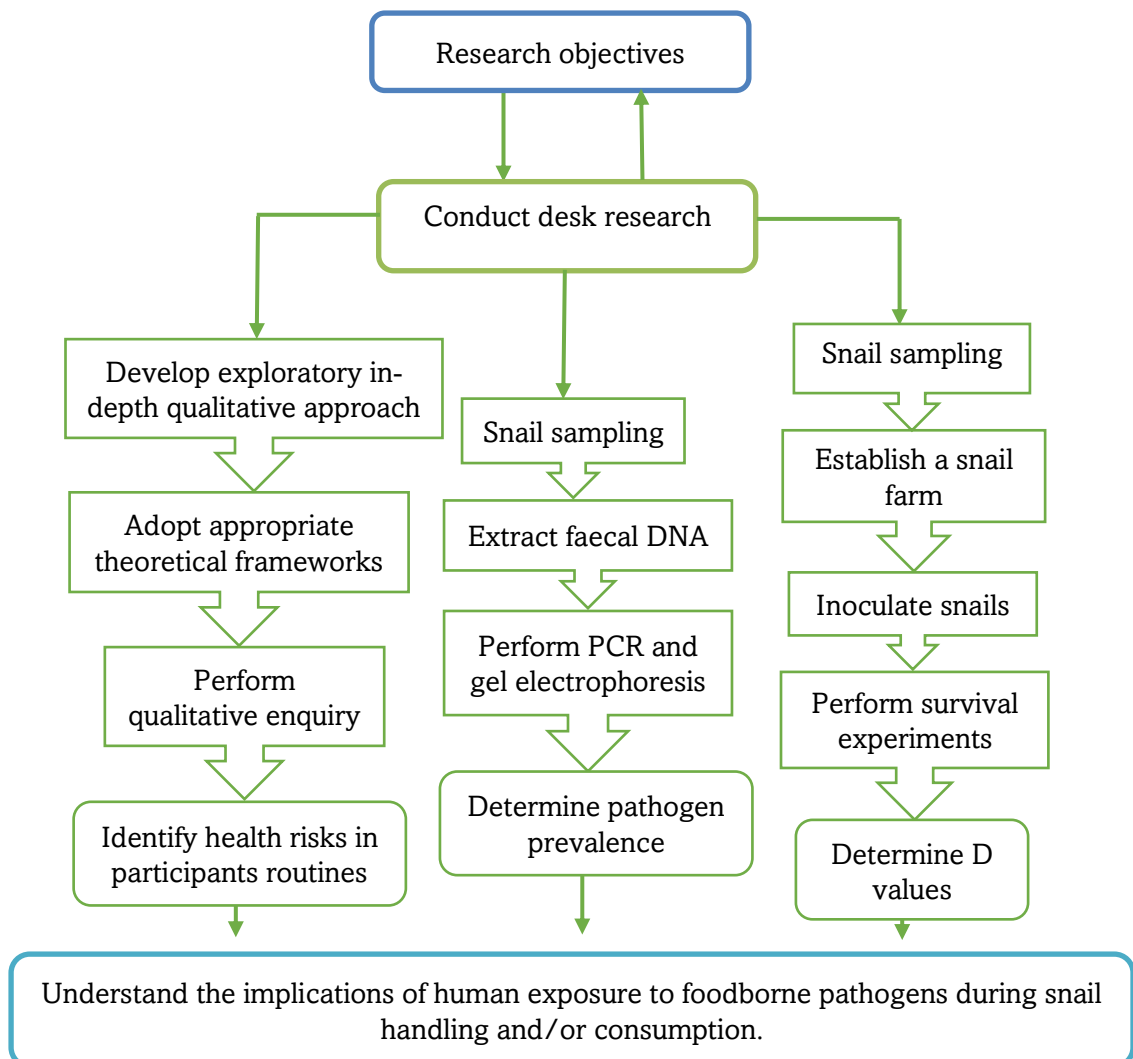 Research objectives
Conduct desk research
Develop exploratory in-
depth qualitative approach
Adopt appropriate
theoretical frameworks
Perform
qualitative enquiry
Identify health risks in
participants routines
Snail sampling
Extract faecal DNA
Perform PCR and
gel electrophoresis
Determine pathogen
prevalence
Snail sampling
Establish a snail
farm
Inoculate snails
Perform survival
experiments
Determine D
values
Understand the implications of human exposure to foodborne pathogens during snail
handling and/or consumption.